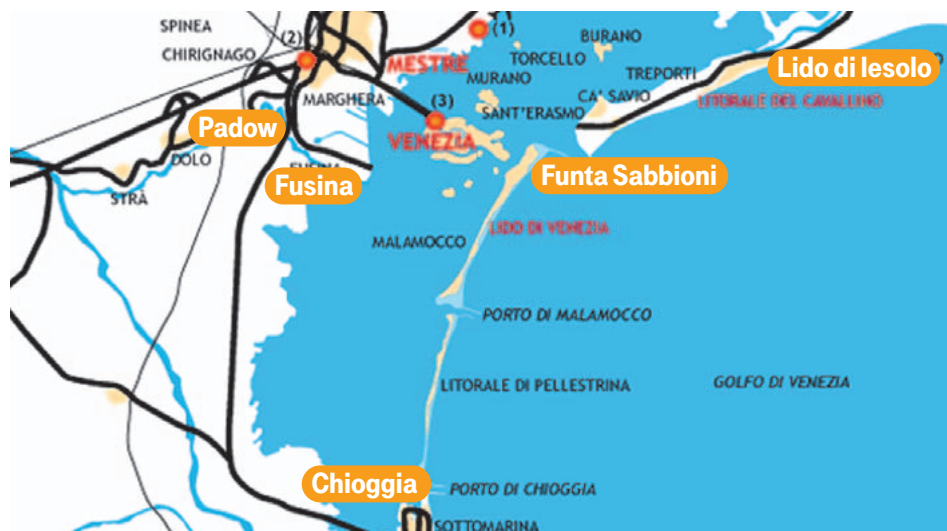 SPINEA
(2)
(1)
BURANO
CHIRIGNAGO
TORCELLO
MESTRE
MURANO
TREPORTI
Lido di Iesolo
MARGHERA
(3)
CA' SAVIO
LITORALE DEL CAVALLINO
SANT'ERASMO
Padow
VENEZIA
DOLO
FUSINA
Fusina
Funta Sabbioni
STRÀ
LIDO DI VENEZIA
MALAMOCCO
PORTO DI MALAMOCCO
LITORALE DI PELLESTRINA
GOLFO DI VENEZIA
Chioggia
PORTO DI CHIOGGIA
SOTTOMARINA